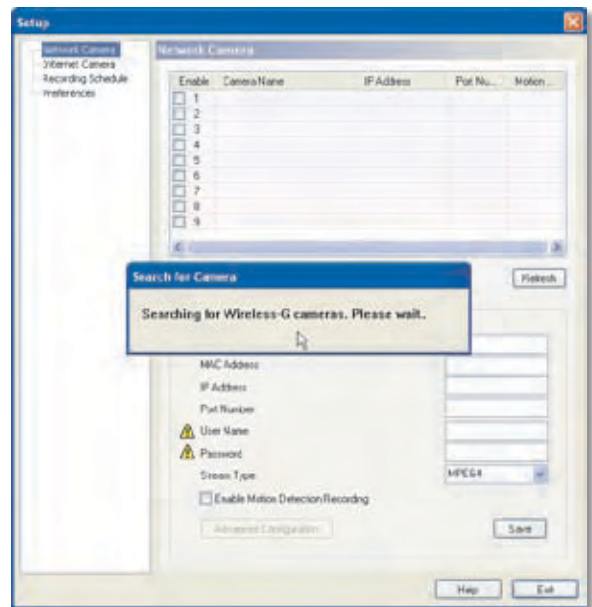 Setup
Network Camera
Internet Camera
Recording Schedule
Preferences
Network Camera
Enable Camera Name IP Address Port Nu... Motion ...
1
2
3
4
5
6
7
8
9
Refresh
Search for Camera
Searching for Wireless-G cameras. Please wait..
MAC Address
IP Address
Port Number
User Name
Password
Stream Type MPEG4
Enable Motion Detection Recording
Advanced Configuration Save
Help Exit